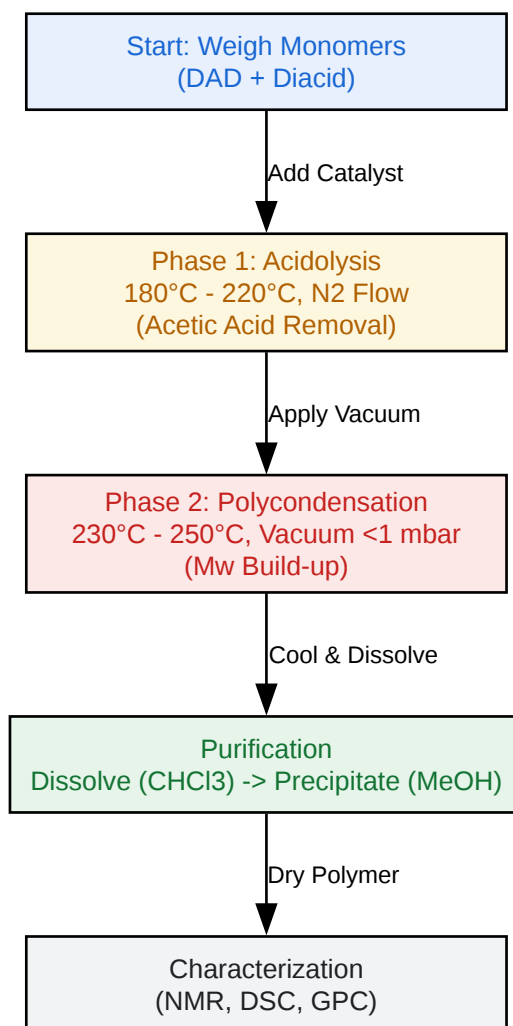 Start: Weigh Monomers
(DAD + Diacid)
Add Catalyst
Phase 1: Acidolysis
180°C - 220°C, N2 Flow
(Acetic Acid Removal)
Apply Vacuum
Phase 2: Polycondensation
230°C - 250°C, Vacuum <1 mbar
(Mw Build-up)
Cool & Dissolve
Purification
Dissolve (CHCl3) -> Precipitate (MeOH)
Dry Polymer
Characterization
(NMR, DSC, GPC)